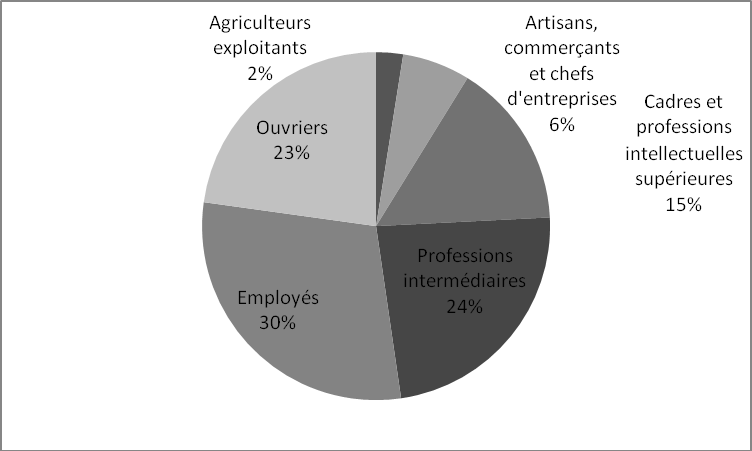 Agriculteurs
exploitants
2%
Artisans,
commerçants
et chefs
d'entreprises
6%
Cadres et
professions
intellectuelles
supérieures
15%
Professions
intermédiaires
24%
Employés
30%
Ouvriers
23%